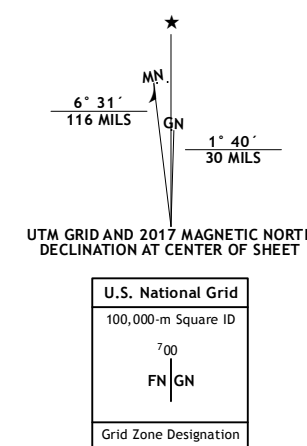 ★
MN
6° 31´
116 MILS
GN
1° 40´
30 MILS
UTM GRID AND 2017 MAGNETIC NORTH
DECLINATION AT CENTER OF SHEET
U.S. National Grid
100,000-m Square ID
⁷00
FN GN
Grid Zone Designation